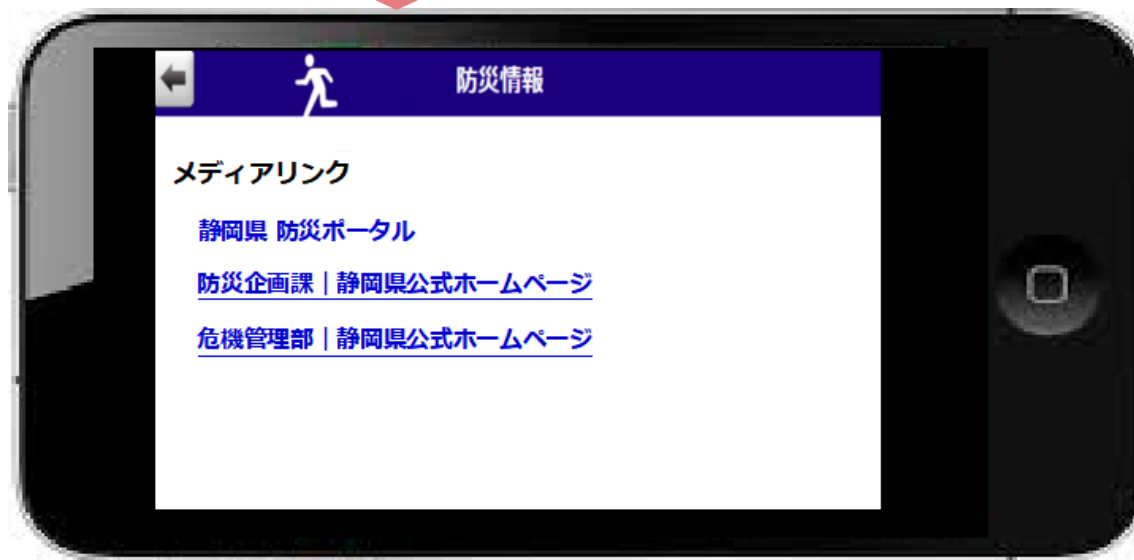 防災情報
メディアリンク
静岡県 防災ポータル
防災企画課｜静岡県公式ホームページ
危機管理部｜静岡県公式ホームページ